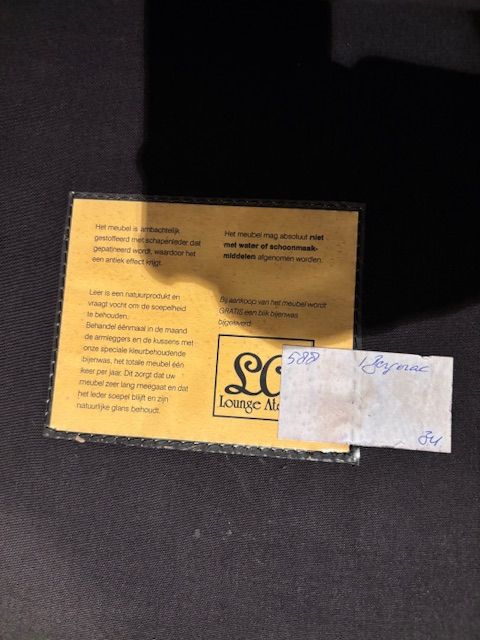 Het meubel is ambachtelijk
gestoffeerd met schapenleder dat
gepatineerd wordt, waardoor het
een antiek effect krijgt.
Het meubel mag absoluut niet
met water of schoonmaak-
middelen afgenomen worden.
Leer is een natuurprodukt en
vraagt vocht om de soepelheid
te behouden.
Behandel éénmaal in de maand
de armleggers en de kussens met
onze speciale kleurbehoudende
bijenwas, het totale meubel één
keer per jaar. Dit zorgt dat uw
meubel zeer lang meegaat en dat
het leder soepel blijft en zijn
natuurlijke glans behoudt.
Bij aankoop van het meubel wordt
GRATIS een blik bijenwas
bijgeleverd.
LC
Lounge Ate
588
1 Bergerac